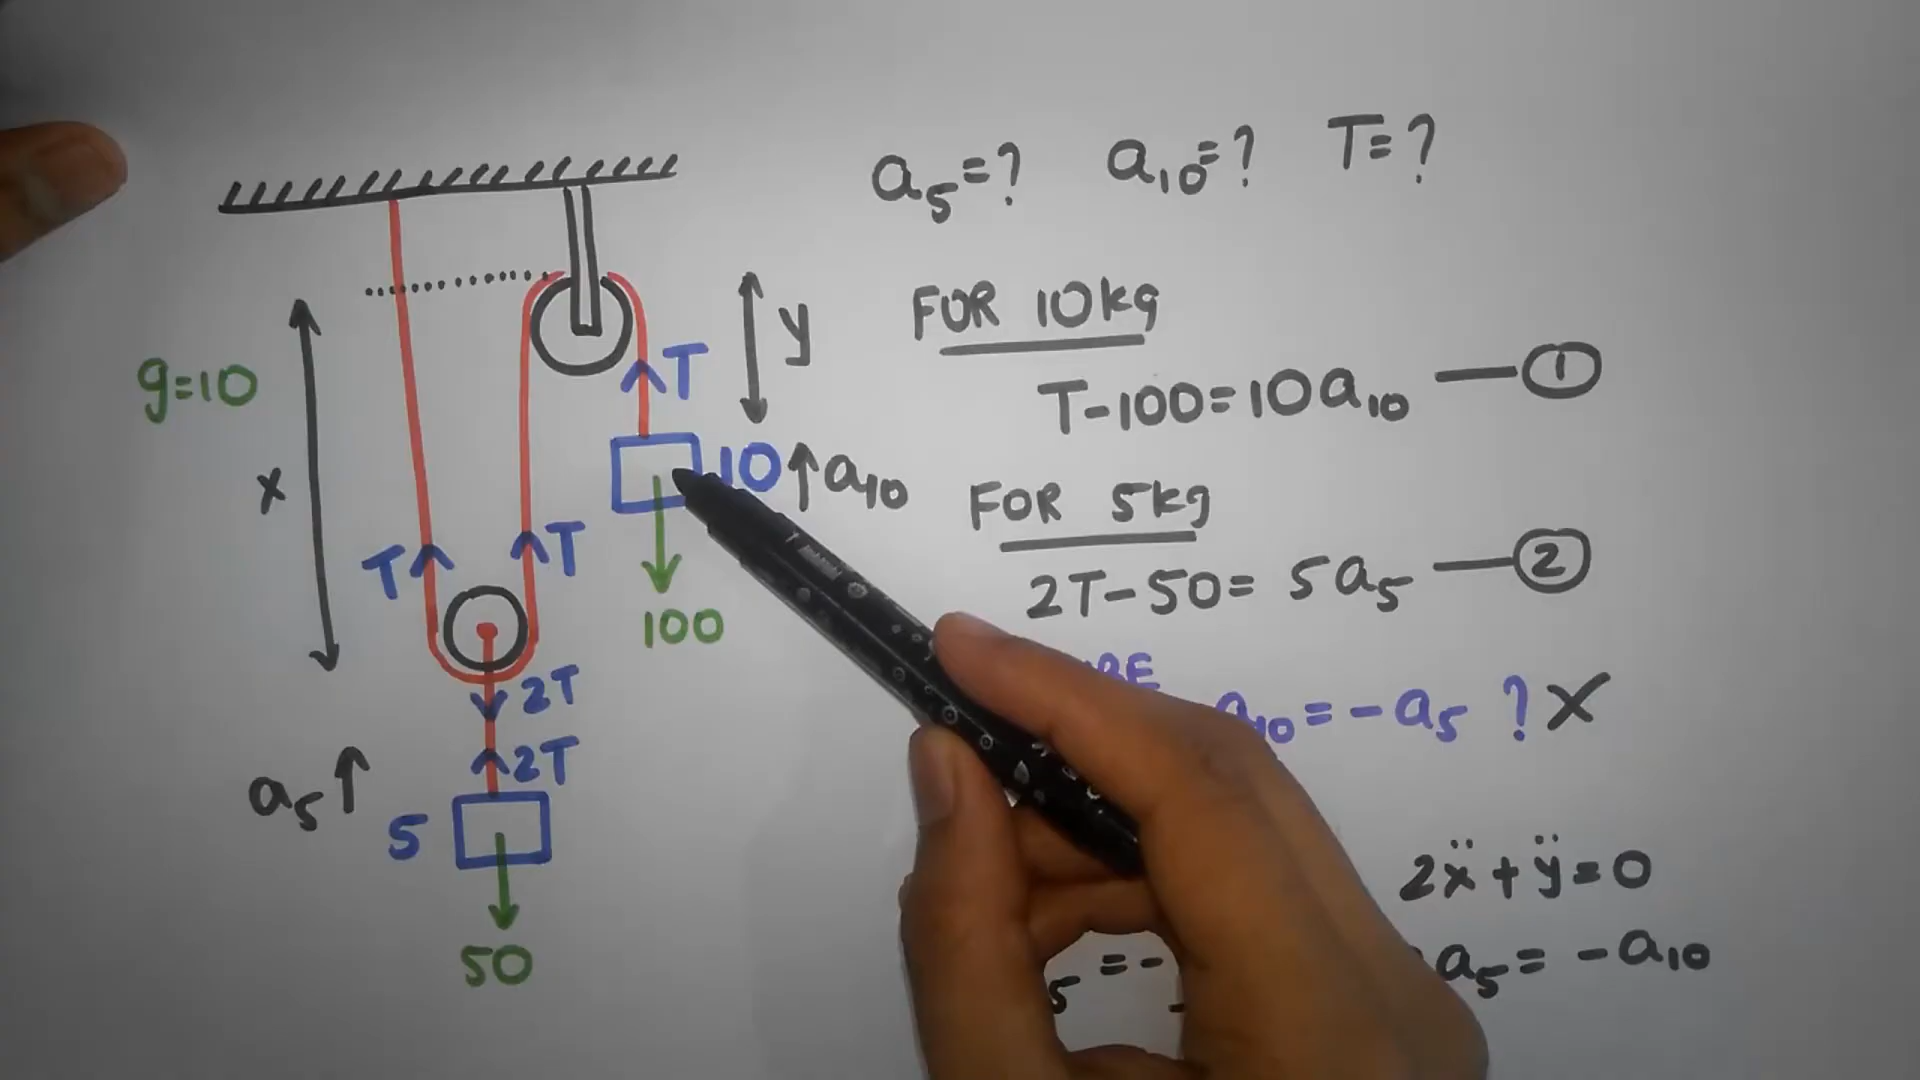 a₅=? a₁₀=? T=?
FOR 10kg
T-100=10a₁₀ — ①
FOR 5kg
2T-50= 5a₅ — ②
a₁₀=-a₅ ? X
2ẍ+ÿ=0
a₅= -a₁₀
₅ =-
g=10
x
y
T
10 ↑a₁₀
100
T
T
2T
2T
a₅↑
5
50